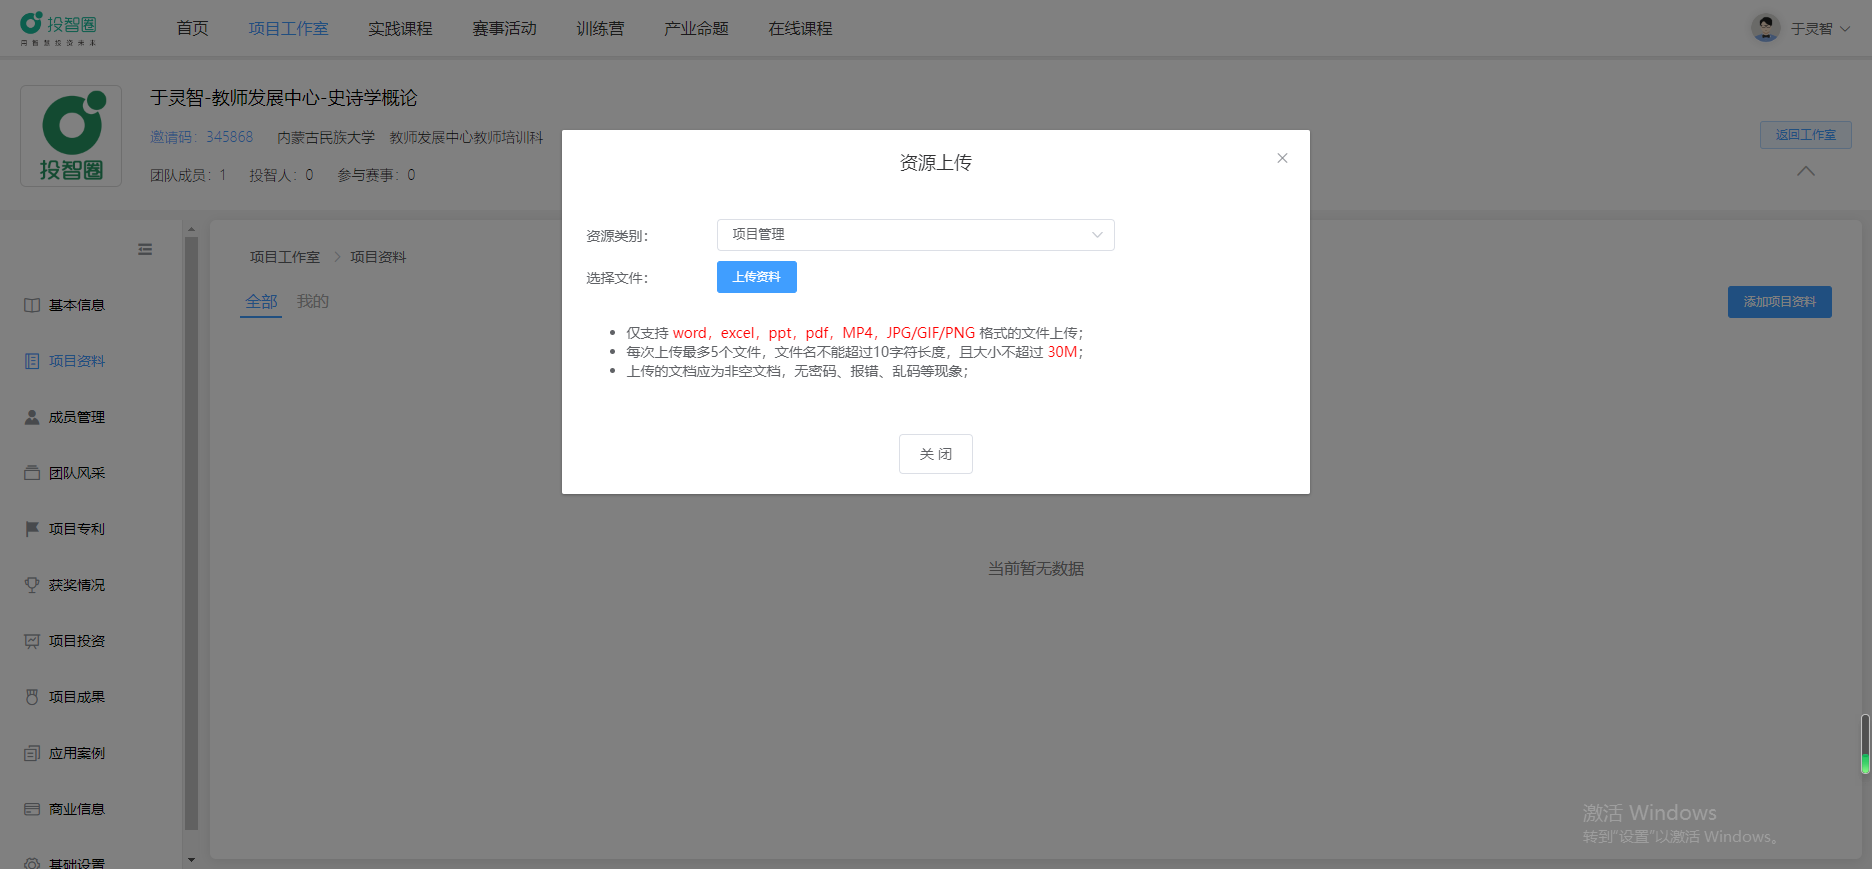 投智圈
用智慧投资未来
首页 项目工作室 实践课程 赛事活动 训练营 产业命题 在线课程
于灵智
投智圈
于灵智-教师发展中心-史诗学概论
邀请码：345868 内蒙古民族大学 教师发展中心教师培训科
团队成员：1 投智人：0 参与赛事：0
返回工作室
基本信息
项目资料
成员管理
团队风采
项目专利
获奖情况
项目投资
项目成果
应用案例
商业信息
基础设置
项目工作室 > 项目资料
全部 我的
添加项目资料
资源上传
资源类别： 项目管理
选择文件： 上传资料
仅支持 word，excel，ppt，pdf，MP4，JPG/GIF/PNG 格式的文件上传；
每次上传最多5个文件，文件名不能超过10字符长度，且大小不超过 30M；
上传的文档应为非空文档，无密码、报错、乱码等现象；
关 闭
当前暂无数据
激活 Windows
转到"设置"以激活 Windows。